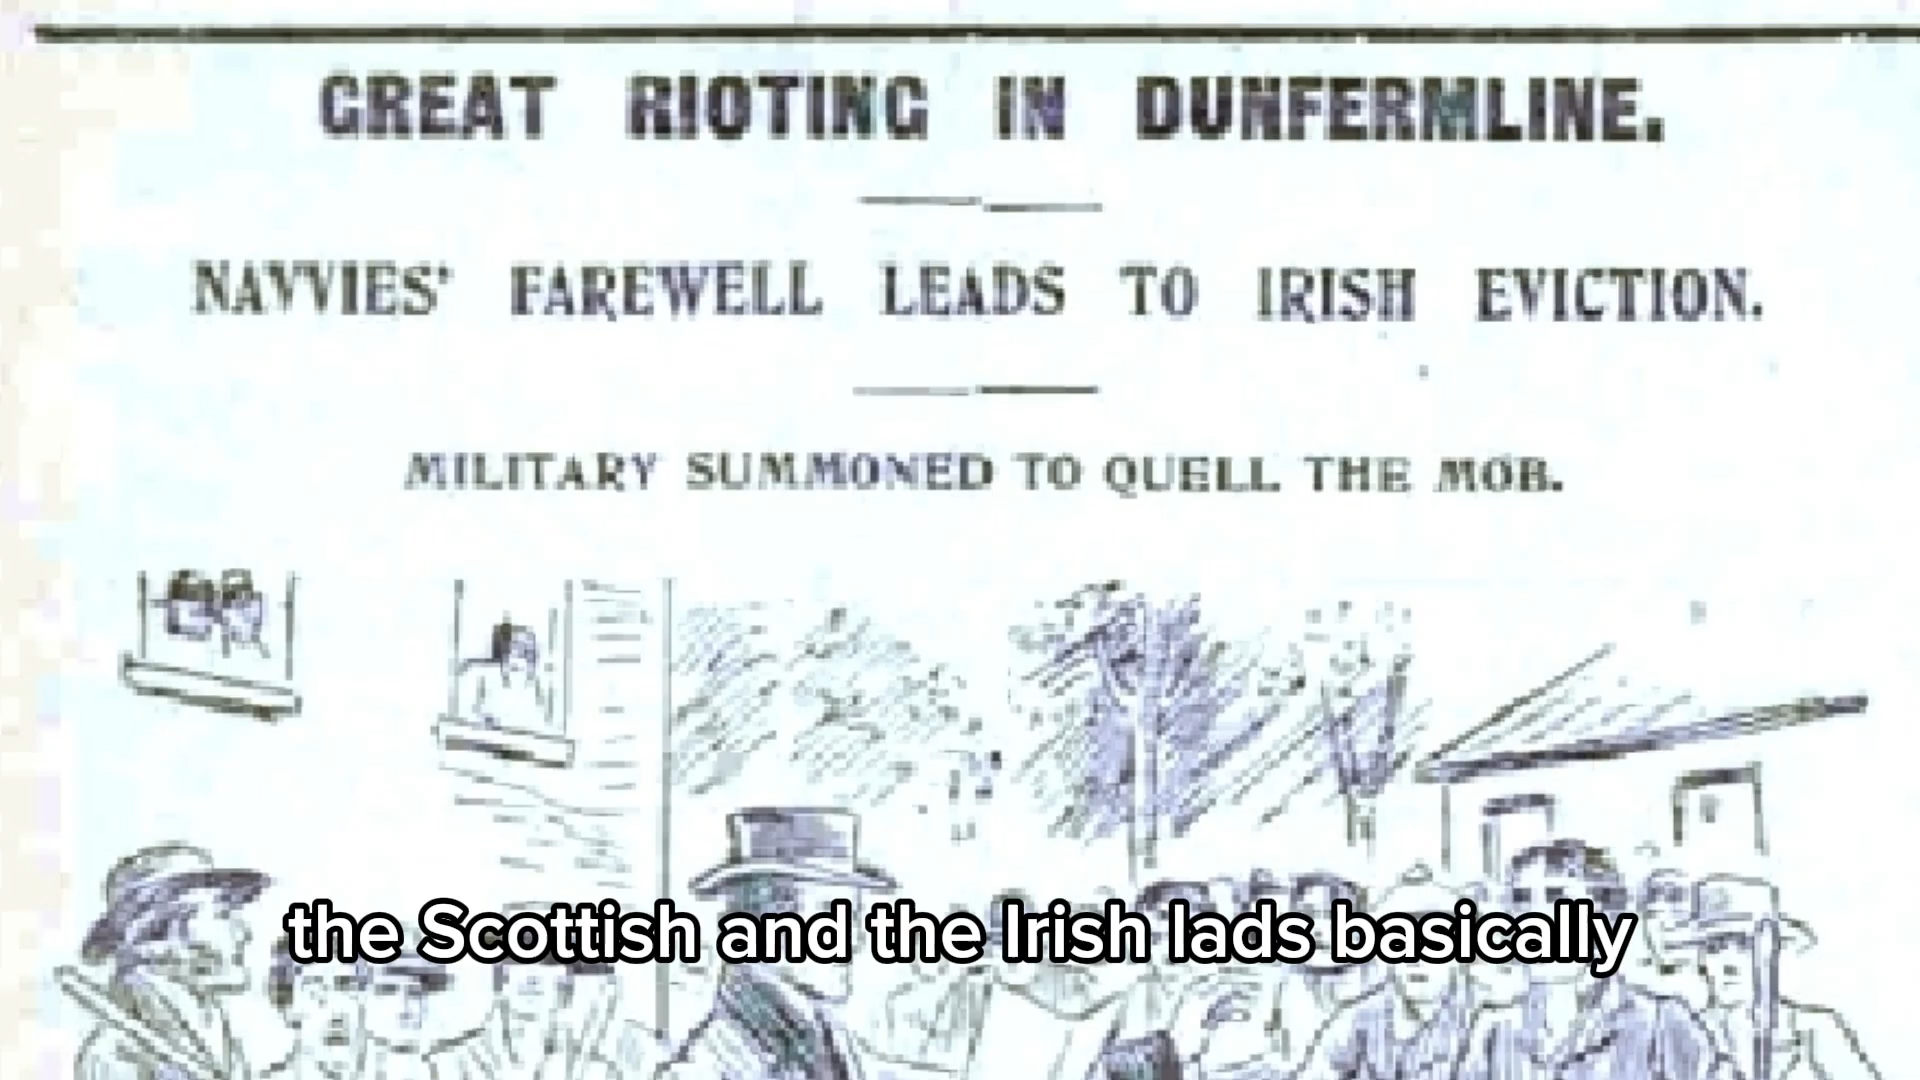 GREAT RIOTING IN DUNFERMLINE.
NAVVIES' FAREWELL LEADS TO IRISH EVICTION.
MILITARY SUMMONED TO QUELL THE MOB.
the Scottish and the Irish lads basically